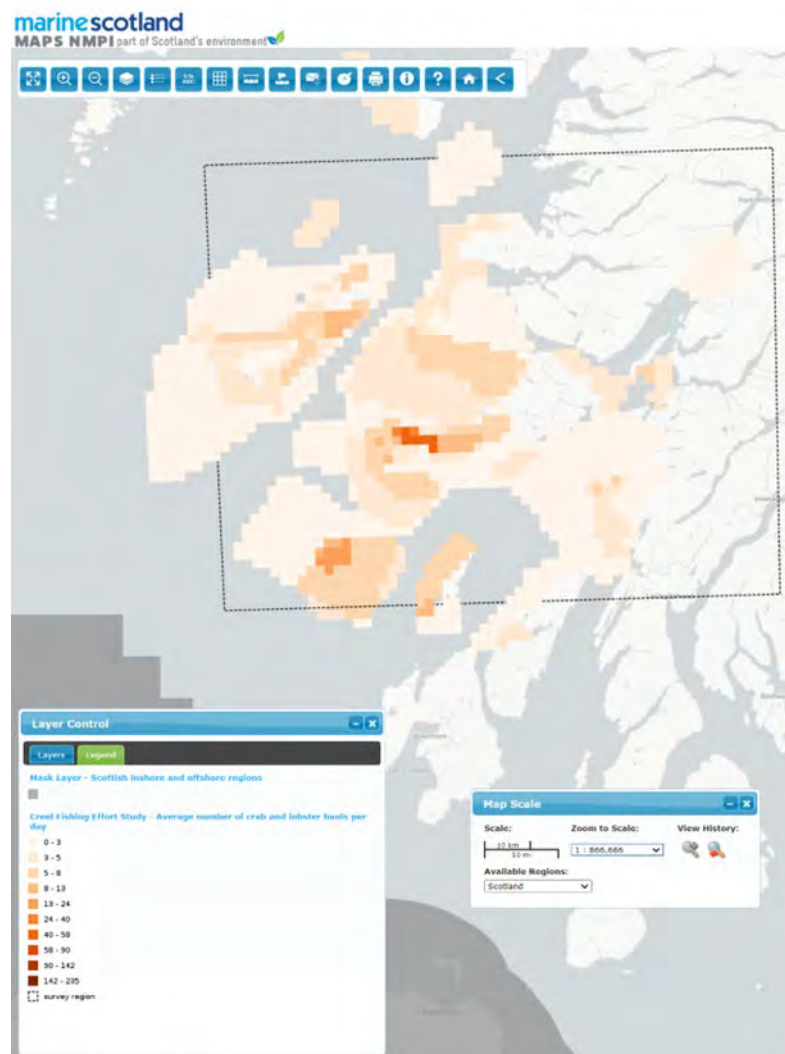 marinescotland
MAPS NMPI part of Scotland's environment
Layer Control
Layers
Legend
Mask Layer - Scottish inshore and offshore regions
Creel Fishing Effort Study - Average number of crab and lobster hauls per
day
0 - 3
3 - 5
5 - 8
8 - 13
13 - 24
24 - 40
40 - 58
58 - 90
90 - 142
142 - 235
survey region
Map Scale
Scale:
Zoom to Scale:
View History:
10 km
10 mi
1 : 866,666
Available Regions:
Scotland